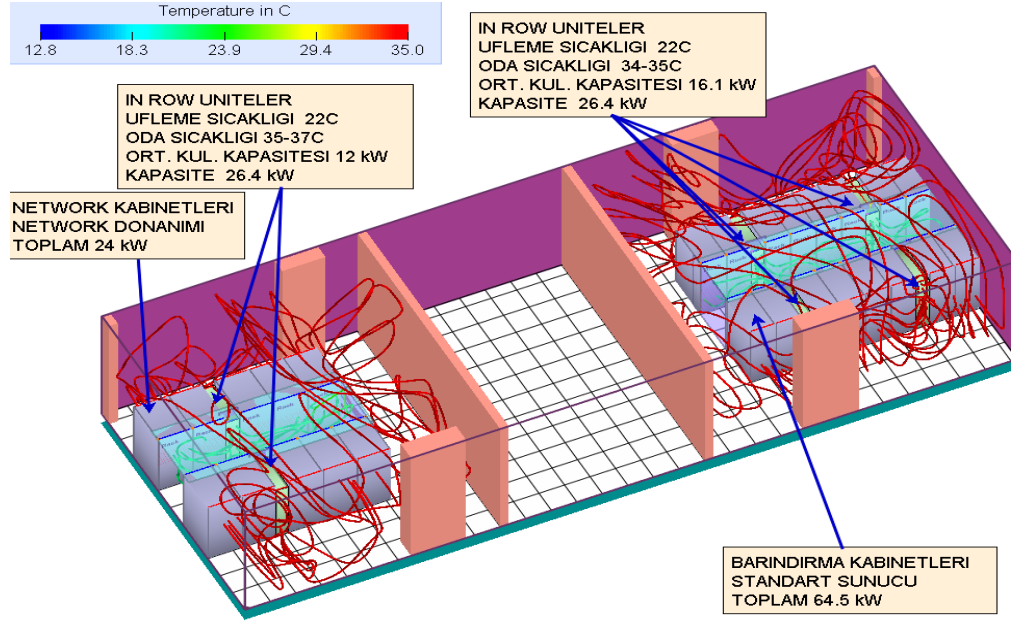 Temperature in C
12.8 18.3 23.9 29.4 35.0
IN ROW UNITELER
UFLEME SICAKLIGI 22C
ODA SICAKLIGI 34-35C
ORT. KUL. KAPASITESI 16.1 kW
KAPASITE 26.4 kW
IN ROW UNITELER
UFLEME SICAKLIGI 22C
ODA SICAKLIGI 35-37C
ORT. KUL. KAPASITESI 12 kW
KAPASITE 26.4 kW
NETWORK KABINETLERI
NETWORK DONANIMI
TOPLAM 24 kW
BARINDIRMA KABINETLERI
STANDART SUNUCU
TOPLAM 64.5 kW